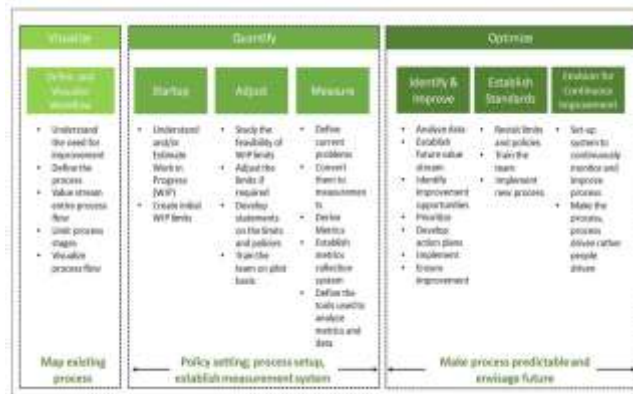 Visualize
Quantify
Optimize
Define and
Visualize
Workflow
Startup
Adjust
Measure
Identify &
Improve
Establish
Standards
Envision for
Continuous
Improvement
• Understand
the need for
improvement
• Define the
process
• Value stream
entire process
flow
• Limit process
stages
• Visualize
process flow
• Understand
and/or
Estimate
Work in
Progress
(WIP)
• Create initial
WIP limits
• Study the
feasibility of
WIP limits
• Adjust the
limits if
required
• Develop
statements
on the limits
and policies
• Train the
team on pilot
basis
• Define
current
problems
• Convert
them to
measuremen
ts
• Derive
Metrics
• Establish
metrics
collection
system
• Define the
tools used to
analyze
metrics and
data
• Analyze data
• Establish
future value
stream
• Identify
improvement
opportunities
• Prioritize
• Develop
action plans
• Implement
• Ensure
improvement
• Revisit limits
and policies
• Train the
team
• Implement
new process
• Set-up
system to
continuously
monitor and
improve
process
• Make the
process,
process
driven rather
people
driven
Map existing
process
Policy setting; process setup,
establish measurement system
Make process predictable and
envisage future